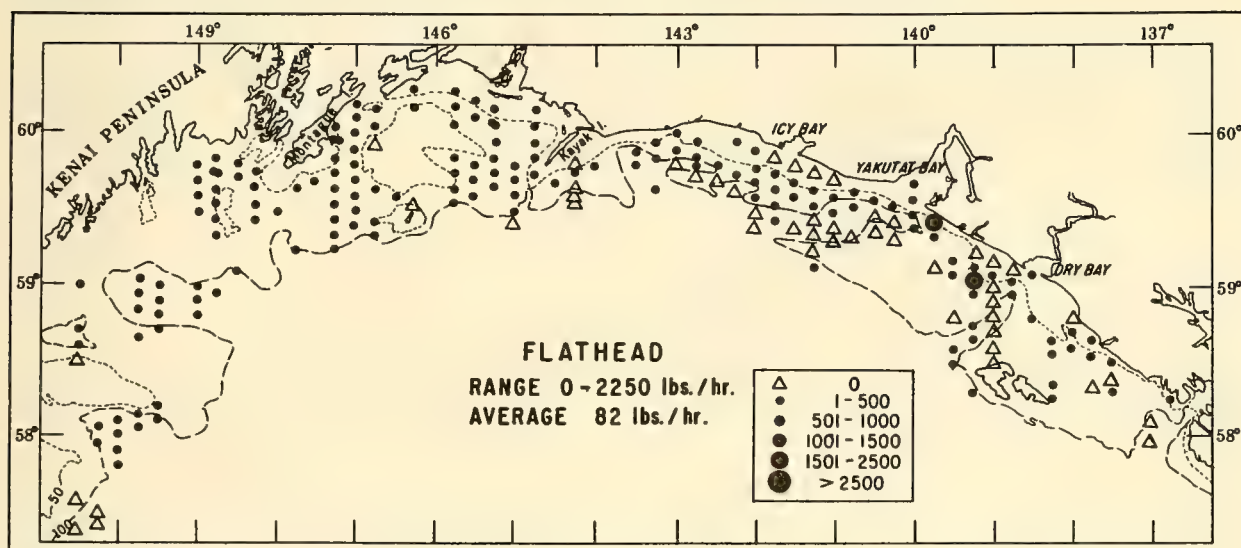 149° 146° 143° 140° 137°
KENAI PENINSULA
60°
Montague
Kayak I.
ICY BAY
YAKUTAT BAY
60°
59°
DRY BAY
59°
FLATHEAD
RANGE 0-2250 lbs./hr.
AVERAGE 82 lbs./hr.
0
1-500
501-1000
1001-1500
1501-2500
>2500
58°
58°
50
100